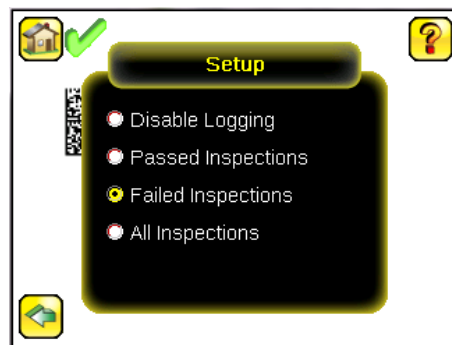 ?
Setup
Disable Logging
Passed Inspections
Failed Inspections
All Inspections